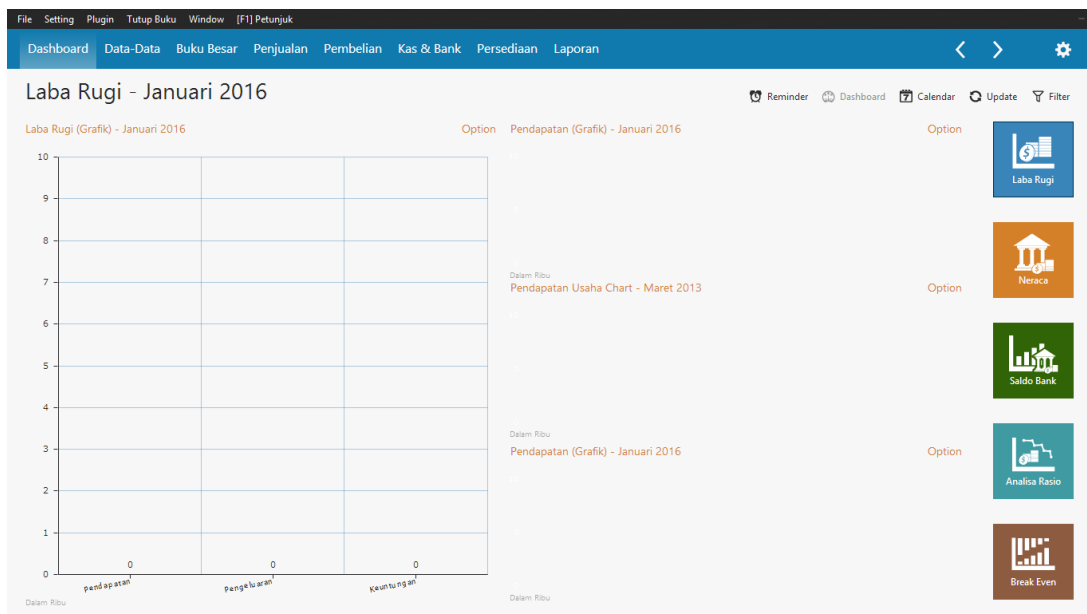 File Setting Plugin Tutup Buku Window [F1] Petunjuk
Dashboard Data-Data Buku Besar Penjualan Pembelian Kas & Bank Persediaan Laporan
Laba Rugi - Januari 2016
Reminder Dashboard 7 Calendar Update Filter
Laba Rugi (Grafik) - Januari 2016 Option
10
9
8
7
6
5
4
3
2
1
0
0 0 0
Pendapatan Pengeluaran Keuntungan
Dalam Ribu
Pendapatan (Grafik) - Januari 2016 Option
Dalam Ribu
Pendapatan Usaha Chart - Maret 2013 Option
Dalam Ribu
Pendapatan (Grafik) - Januari 2016 Option
Dalam Ribu
$
Laba Rugi
Neraca
Saldo Bank
Analisa Rasio
Break Even